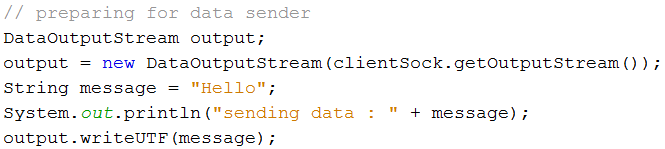 // preparing for data sender
DataOutputStream output;
output = new DataOutputStream(clientSock.getOutputStream());
String message = "Hello";
System.out.println("sending data : " + message);
output.writeUTF(message);